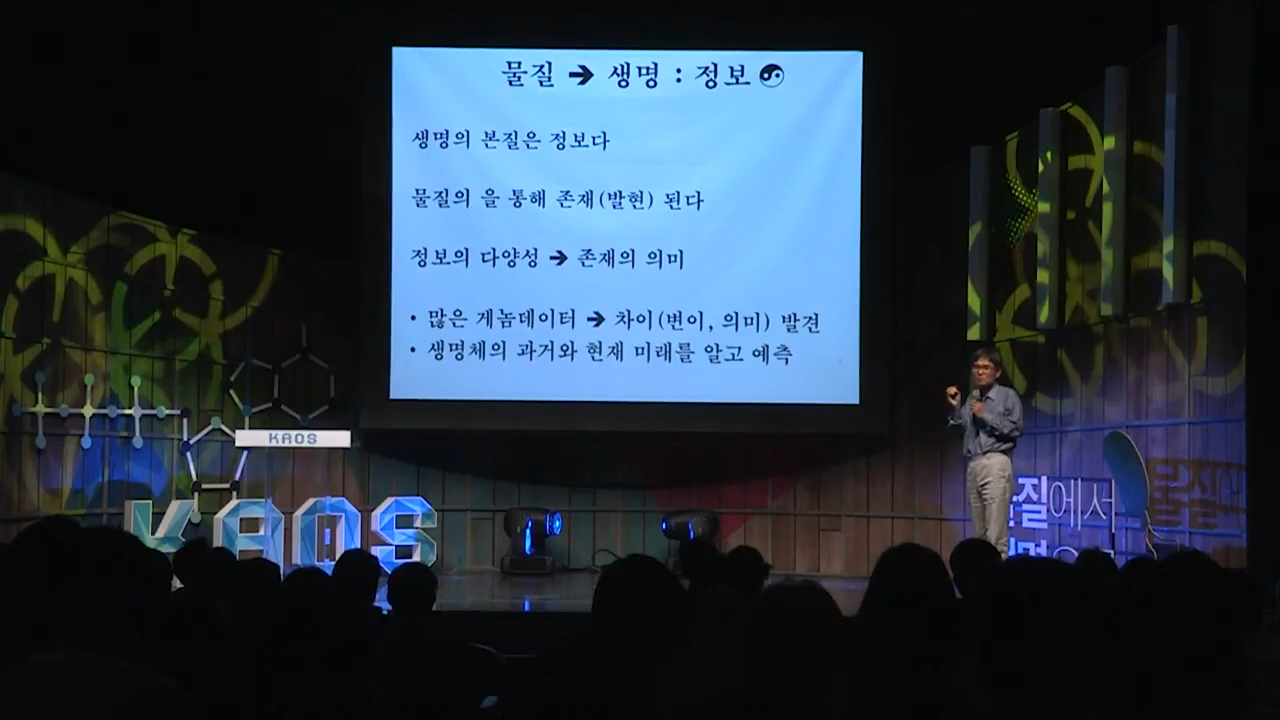 물질 ➔ 생명 : 정보 ☯
생명의 본질은 정보다
물질의 을 통해 존재(발현) 된다
정보의 다양성 ➔ 존재의 의미
• 많은 게놈데이터 ➔ 차이(변이, 의미) 발견
• 생명체의 과거와 현재 미래를 알고 예측
KAOS
KAOS
질에서